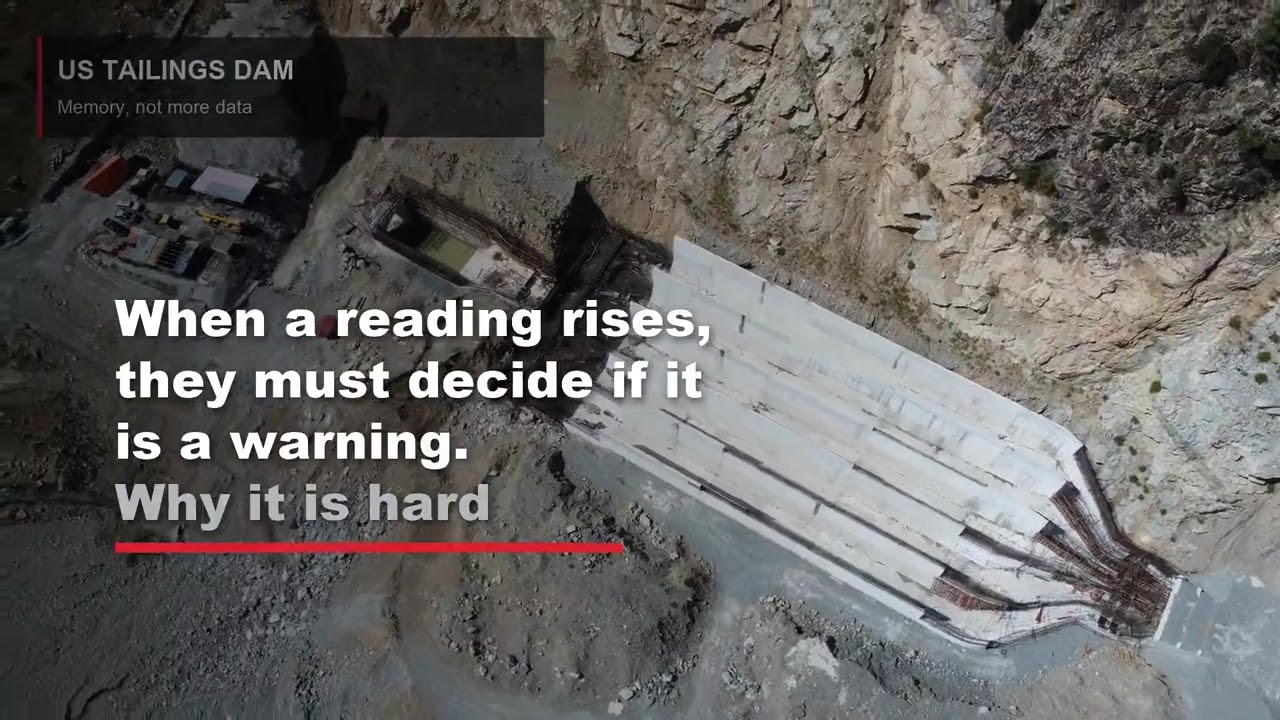 US TAILINGS DAM
Memory, not more data
When a reading rises,
they must decide if it
is a warning.
Why it is hard